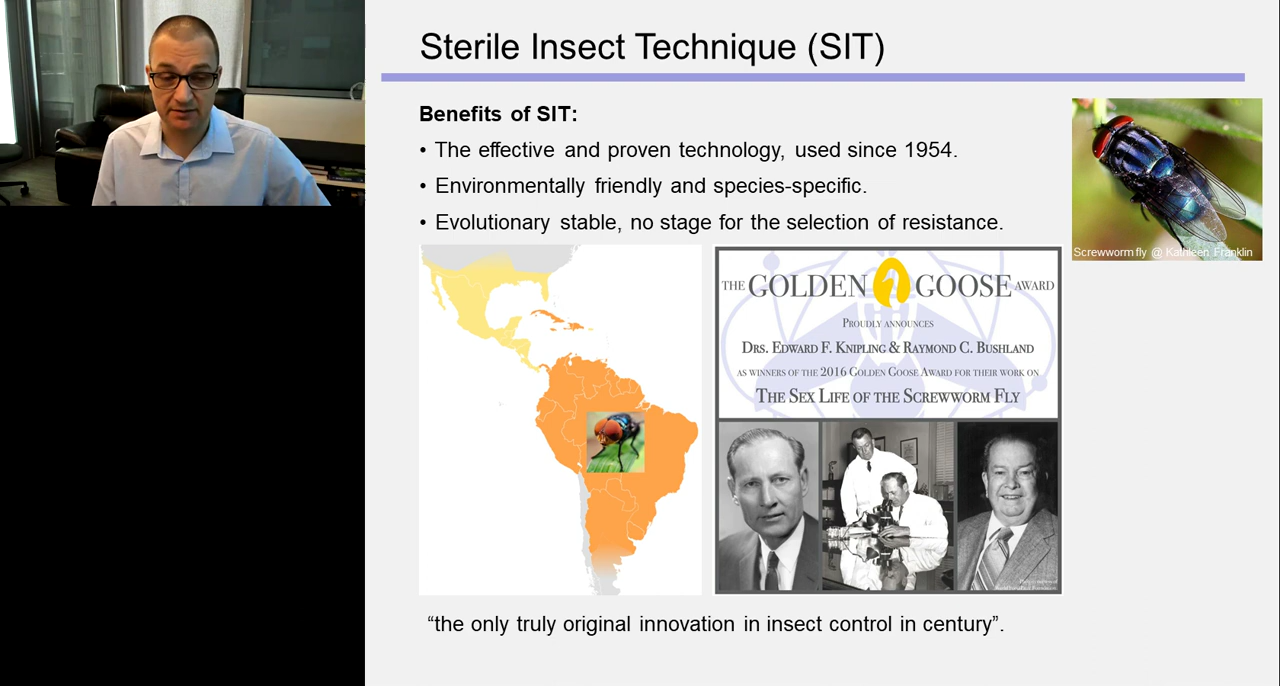 Sterile Insect Technique (SIT)
Benefits of SIT:
• The effective and proven technology, used since 1954.
• Environmentally friendly and species-specific.
• Evolutionary stable, no stage for the selection of resistance.
Screwworm fly @ Kathleen Franklin
THE GOLDEN GOOSE AWARD
PROUDLY ANNOUNCES
DRS. EDWARD F. KNIPLING & RAYMOND C. BUSHLAND
AS WINNERS OF THE 2016 GOLDEN GOOSE AWARD FOR THEIR WORK ON
THE SEX LIFE OF THE SCREWWORM FLY
“the only truly original innovation in insect control in century”.